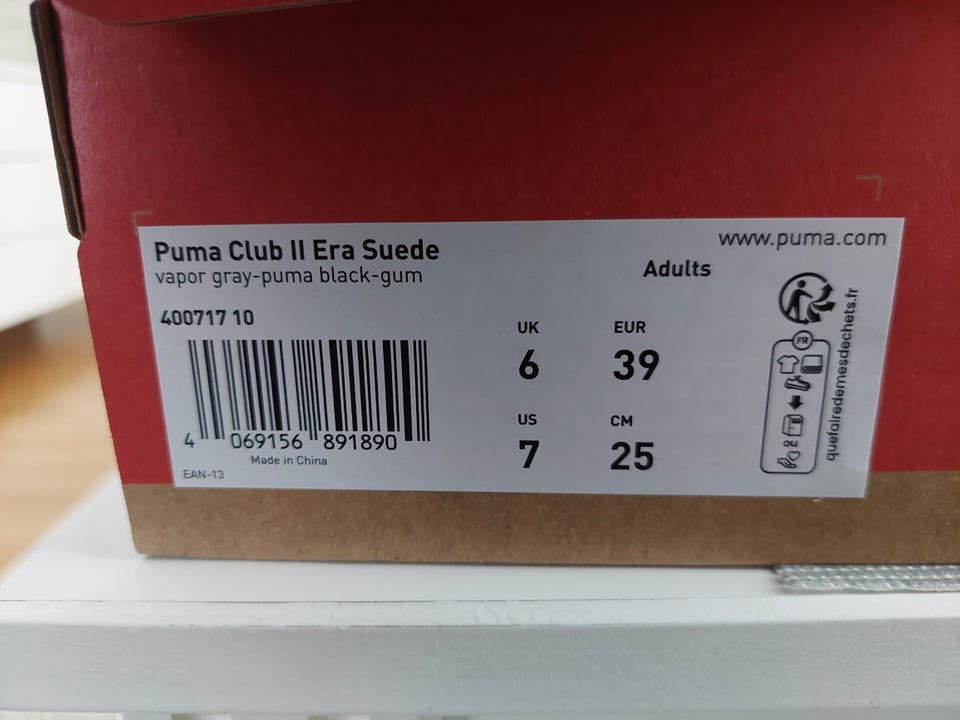 Puma Club II Era Suede
vapor gray-puma black-gum
www.puma.com
Adults
400717 10
UK
EUR
6
39
US
CM
7
25
4 069156 891890
Made in China
EAN-13
FR
quefairedemesdechets.fr